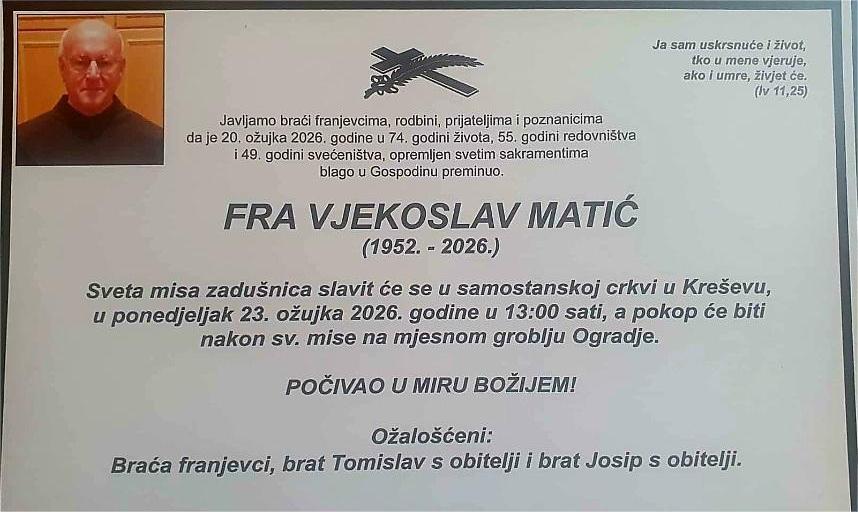 Ja sam uskrsnuće i život,
tko u mene vjeruje,
ako i umre, živjet će.
(Iv 11,25)
Javljamo braći franjevcima, rodbini, prijateljima i poznanicima
da je 20. ožujka 2026. godine u 74. godini života, 55. godini redovništva
i 49. godini svećeništva, opremljen svetim sakramentima
blago u Gospodinu preminuo.
FRA VJEKOSLAV MATIĆ
(1952. - 2026.)
Sveta misa zadušnica slavit će se u samostanskoj crkvi u Kreševu,
u ponedjeljak 23. ožujka 2026. godine u 13:00 sati, a pokop će biti
nakon sv. mise na mjesnom groblju Ogradje.
POČIVAO U MIRU BOŽIJEM!
Ožalošćeni:
Braća franjevci, brat Tomislav s obitelji i brat Josip s obitelji.